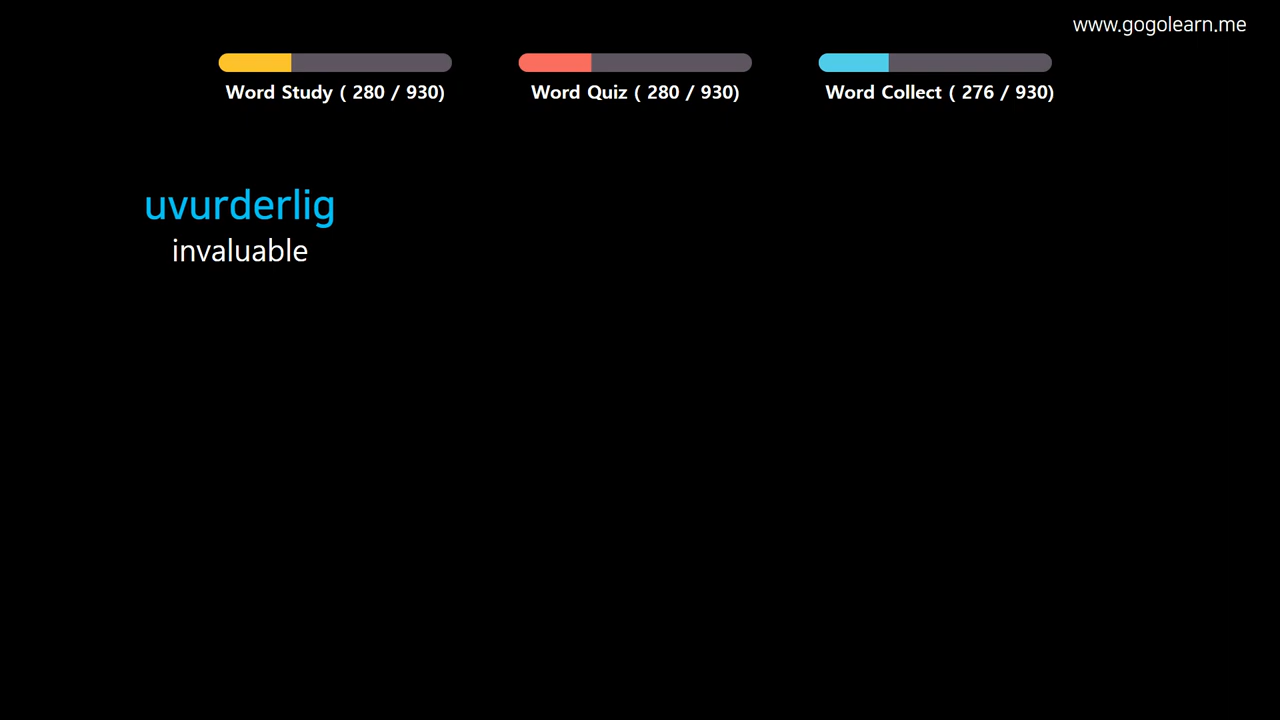 www.gogolearn.me
Word Study ( 280 / 930)
Word Quiz ( 280 / 930)
Word Collect ( 276 / 930)
uvurderlig
invaluable